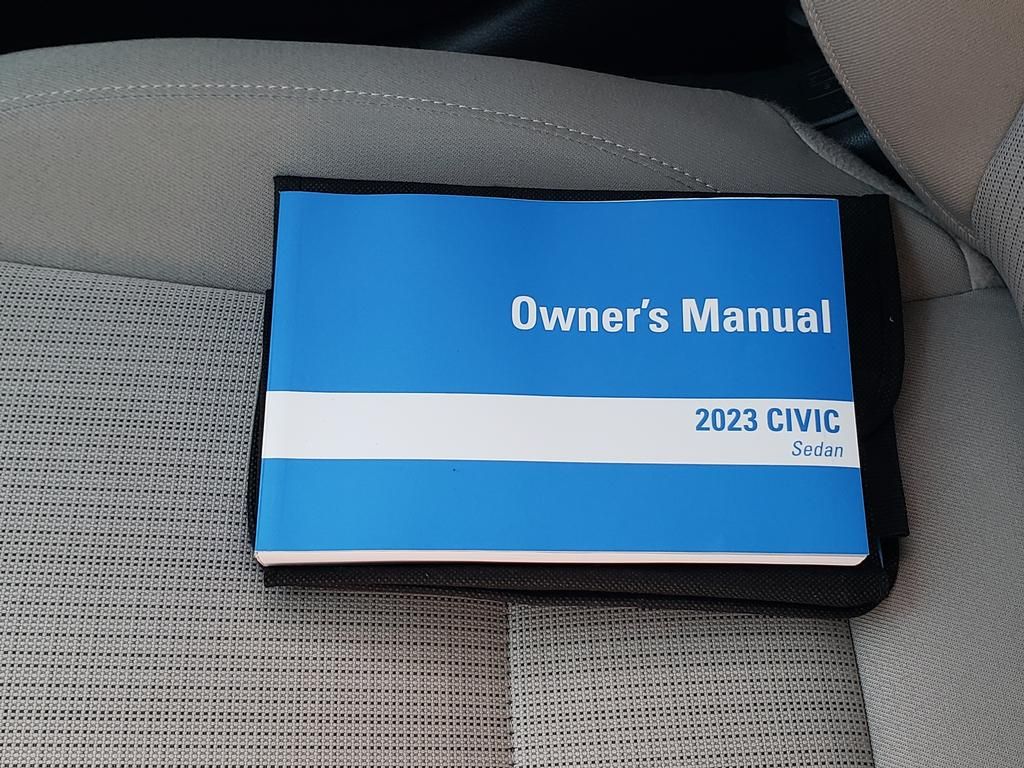 Owner's Manual
2023 CIVIC
Sedan